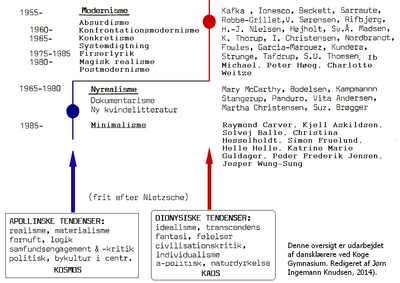 1955- Modernisme Kafka, Ionesco, Beckett, Sarraute,
Absurdisme Robbe-Grillet, V. Sørensen, Rifbjerg,
1960- Konfrontationsmodernisme H.-J. Nielsen, Højholt, Sv.Å. Madsen,
1965- Konkretisme K. Thorup, I. Christensen, Nordbrandt,
Systemdigtning Fowles, Garcia-Marquez, Kundera,
1975-1985 Firserlyrik Strunge, Tafdrup, S.U. Thomsen, Ib
1980- Magisk realisme Michael, Peter Høeg, Charlotte
Postmodernisme Weitze
1965-1980 Nyrealisme Mary McCarthy, Bodelsen, Kampmann
Dokumentarisme Stangerup, Panduro, Vita Andersen,
Ny kvindelitteratur Martha Christensen, Suz. Brøgger
1985- Minimalisme Raymond Carver, Kjell Askildson,
Solvej Balle, Christina
Hesselholdt, Simon Fruelund,
Helle Helle, Katrine Marie
Guldager, Peder Frederik Jensen,
Jesper Wung-Sung
(frit efter Nietzsche)
APOLLINSKE TENDENSER:
realisme, materialisme
fornuft, logik
samfundsengagement & -kritik
politisk, bykultur i centr.
KOSMOS
DIONYSISKE TENDENSER:
idealisme, transcendens
fantasi, følelser
civilisationskritik,
individualisme
a-politisk, naturdyrkelse
KAOS
Denne oversigt er udarbejdet
af dansklærere ved Køge
Gymnasium. Redigeret af Jørn
Ingemann Knudsen, 2014).